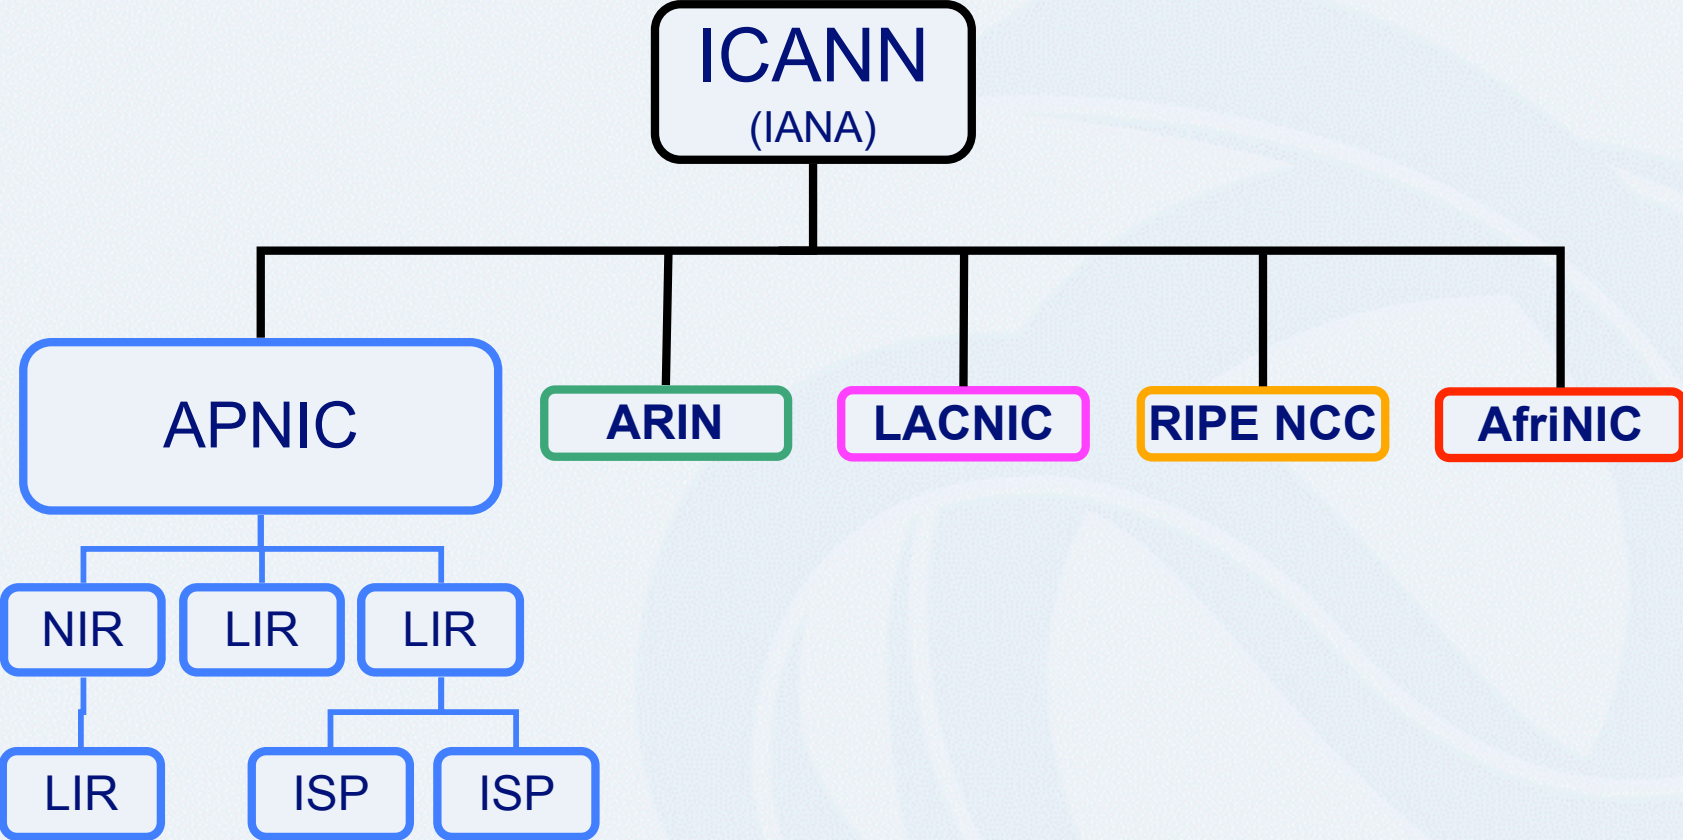 ICANN
(IANA)
APNIC
ARIN
LACNIC
RIPE NCC
AfriNIC
NIR
LIR
LIR
LIR
ISP
ISP